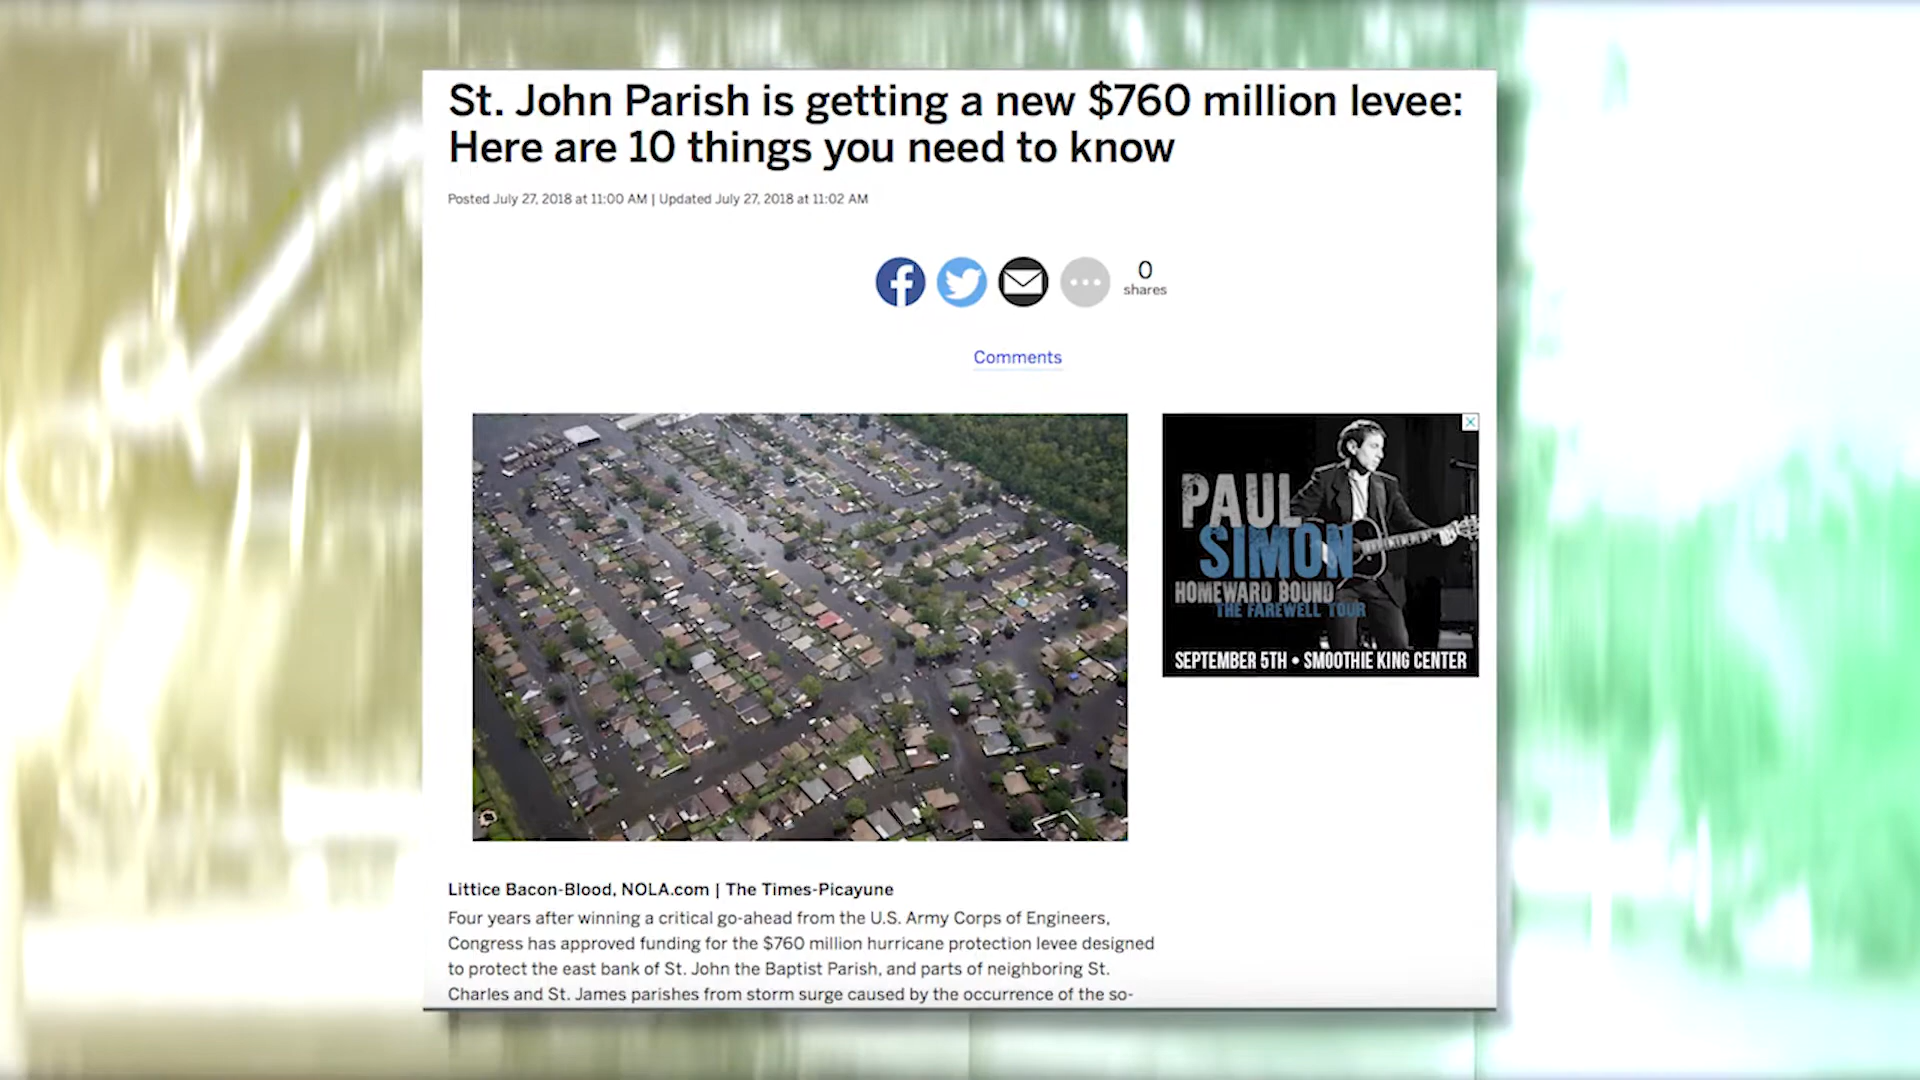 St. John Parish is getting a new $760 million levee:
Here are 10 things you need to know
Posted July 27, 2018 at 11:00 AM | Updated July 27, 2018 at 11:02 AM
0
shares
Comments
PAUL
SIMON
HOMEWARD BOUND
THE FAREWELL TOUR
SEPTEMBER 5TH • SMOOTHIE KING CENTER
Littice Bacon-Blood, NOLA.com | The Times-Picayune
Four years after winning a critical go-ahead from the U.S. Army Corps of Engineers,
Congress has approved funding for the $760 million hurricane protection levee designed
to protect the east bank of St. John the Baptist Parish, and parts of neighboring St.
Charles and St. James parishes from storm surge caused by the occurrence of the so-